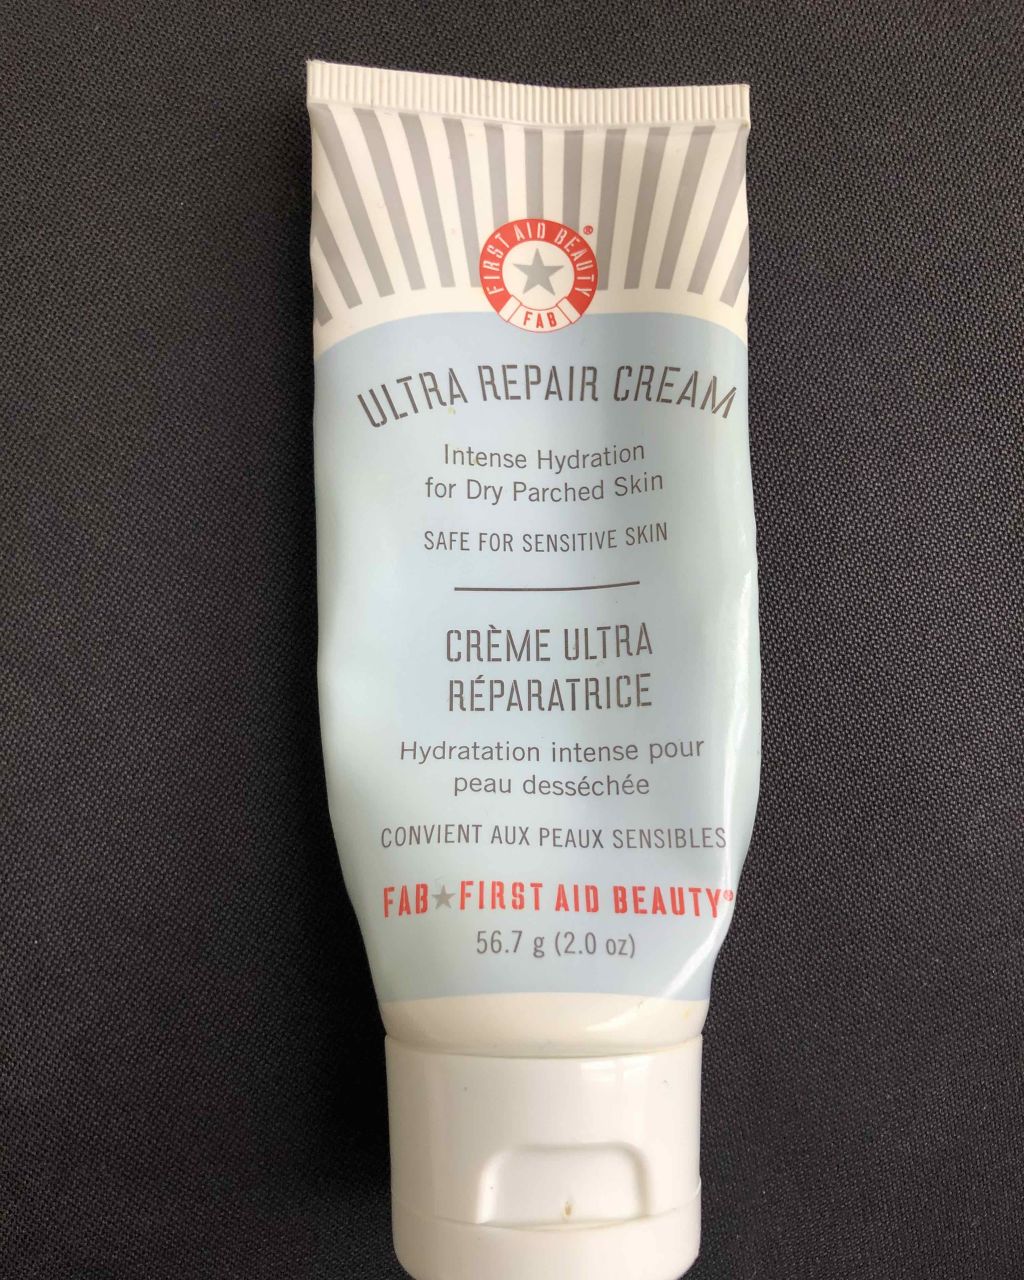 FIRST AID BEAUTY®
FAB
ULTRA REPAIR CREAM
Intense Hydration
for Dry Parched Skin
SAFE FOR SENSITIVE SKIN
CRÈME ULTRA
RÉPARATRICE
Hydratation intense pour
peau desséchée
CONVIENT AUX PEAUX SENSIBLES
FAB★FIRST AID BEAUTY®
56.7 g (2.0 oz)